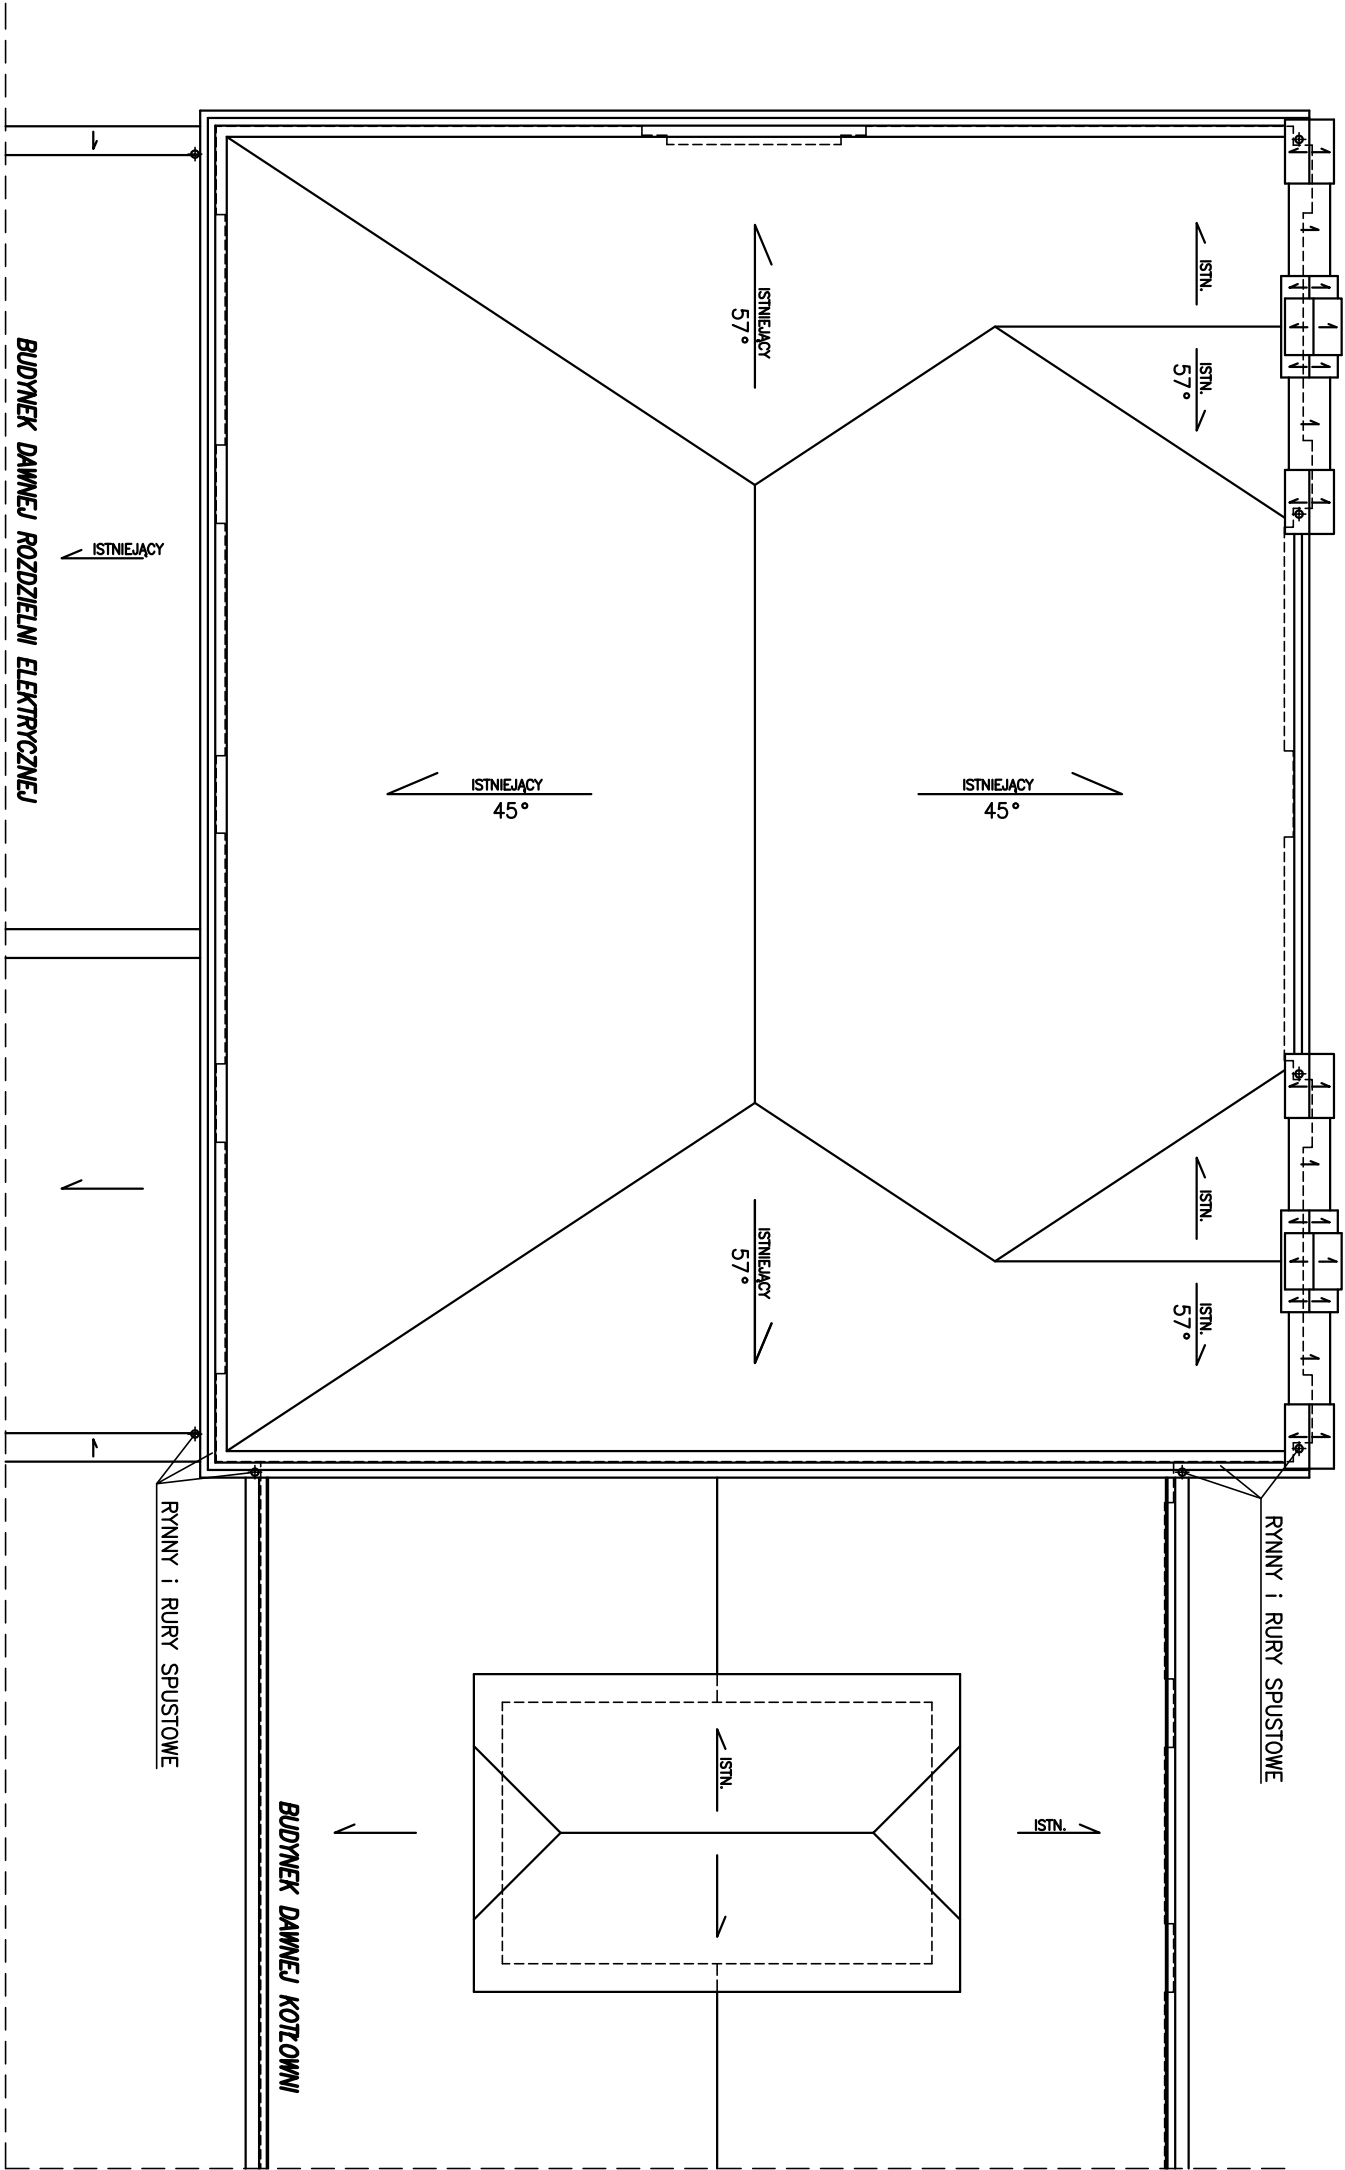 ISTN.
ISTNIEJĄCY
57°
ISTN.
57°
BUDYNEK DAWNEJ ROZDZIELNI ELEKTRYCZNEJ
ISTNIEJĄCY
ISTNIEJĄCY
45°
ISTNIEJĄCY
45°
ISTN.
ISTNIEJĄCY
57°
ISTN.
57°
RYNNY i RURY SPUSTOWE
RYNNY i RURY SPUSTOWE
ISTN.
ISTN.
BUDYNEK DAWNEJ KOTŁOWNI